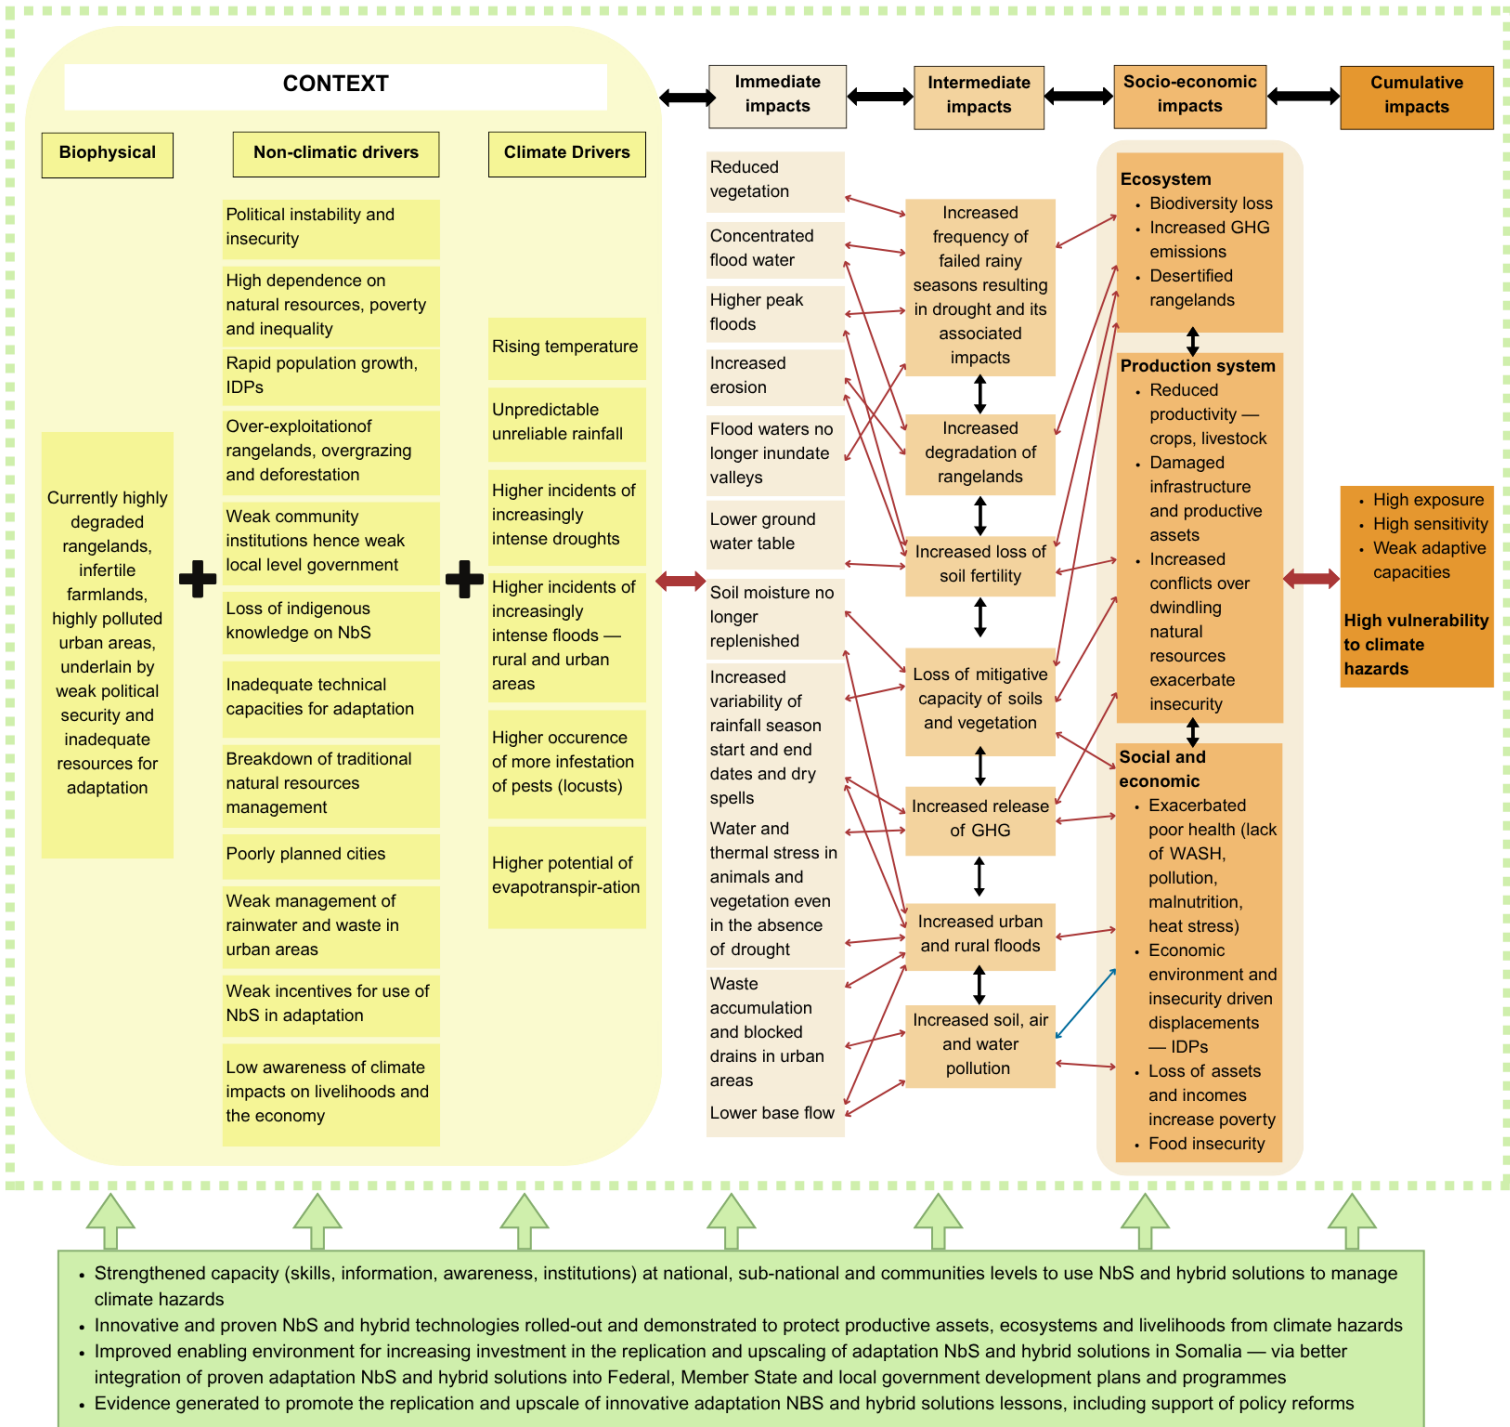 CONTEXT
Biophysical
Currently highly
degraded
rangelands,
infertile
farmlands,
highly polluted
urban areas,
underlain by
weak political
security and
inadequate
resources for
adaptation
Non-climatic drivers
Political instability and
insecurity
High dependence on
natural resources, poverty
and inequality
Rapid population growth,
IDPs
Over-exploitationof
rangelands, overgrazing
and deforestation
Weak community
institutions hence weak
local level government
Loss of indigenous
knowledge on NbS
Inadequate technical
capacities for adaptation
Breakdown of traditional
natural resources
management
Poorly planned cities
Weak management of
rainwater and waste in
urban areas
Weak incentives for use of
NbS in adaptation
Low awareness of climate
impacts on livelihoods and
the economy
Climate Drivers
Rising temperature
Unpredictable
unreliable rainfall
Higher incidents of
increasingly
intense droughts
Higher incidents of
increasingly
intense floods —
rural and urban
areas
Higher occurence
of more infestation
of pests (locusts)
Higher potential of
evapotranspir-ation
Immediate
impacts
Reduced
vegetation
Concentrated
flood water
Higher peak
floods
Increased
erosion
Flood waters no
longer inundate
valleys
Lower ground
water table
Soil moisture no
longer
replenished
Increased
variability of
rainfall season
start and end
dates and dry
spells
Water and
thermal stress in
animals and
vegetation even
in the absence
of drought
Waste
accumulation
and blocked
drains in urban
areas
Lower base flow
Intermediate
impacts
Increased
frequency of
failed rainy
seasons resulting
in drought and its
associated
impacts
Increased
degradation of
rangelands
Increased loss of
soil fertility
Loss of mitigative
capacity of soils
and vegetation
Increased release
of GHG
Increased urban
and rural floods
Increased soil, air
and water
pollution
Socio-economic
impacts
Ecosystem
• Biodiversity loss
• Increased GHG
emissions
• Desertified
rangelands
Production system
• Reduced
productivity —
crops, livestock
• Damaged
infrastructure
and productive
assets
• Increased
conflicts over
dwindling
natural
resources
exacerbate
insecurity
Social and
economic
• Exacerbated
poor health (lack
of WASH,
pollution,
malnutrition,
heat stress)
• Economic
environment and
insecurity driven
displacements
— IDPs
• Loss of assets
and incomes
increase poverty
• Food insecurity
Cumulative
impacts
• High exposure
• High sensitivity
• Weak adaptive
capacities
High vulnerability
to climate
hazards
• Strengthened capacity (skills, information, awareness, institutions) at national, sub-national and communities levels to use NbS and hybrid solutions to manage
climate hazards
• Innovative and proven NbS and hybrid technologies rolled-out and demonstrated to protect productive assets, ecosystems and livelihoods from climate hazards
• Improved enabling environment for increasing investment in the replication and upscaling of adaptation NbS and hybrid solutions in Somalia — via better
integration of proven adaptation NbS and hybrid solutions into Federal, Member State and local government development plans and programmes
• Evidence generated to promote the replication and upscale of innovative adaptation NBS and hybrid solutions lessons, including support of policy reforms